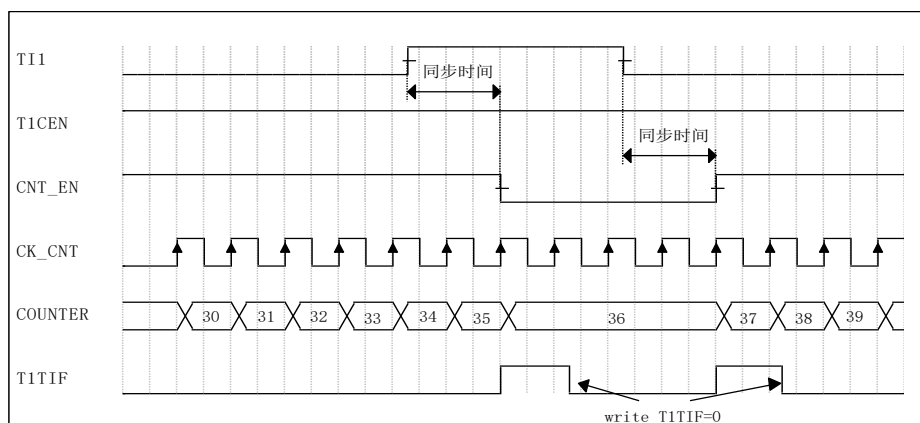 TI1
同步时间
T1CEN
同步时间
CNT_EN
CK_CNT
COUNTER 30 31 32 33 34 35 36 37 38 39
T1TIF
write T1TIF=0